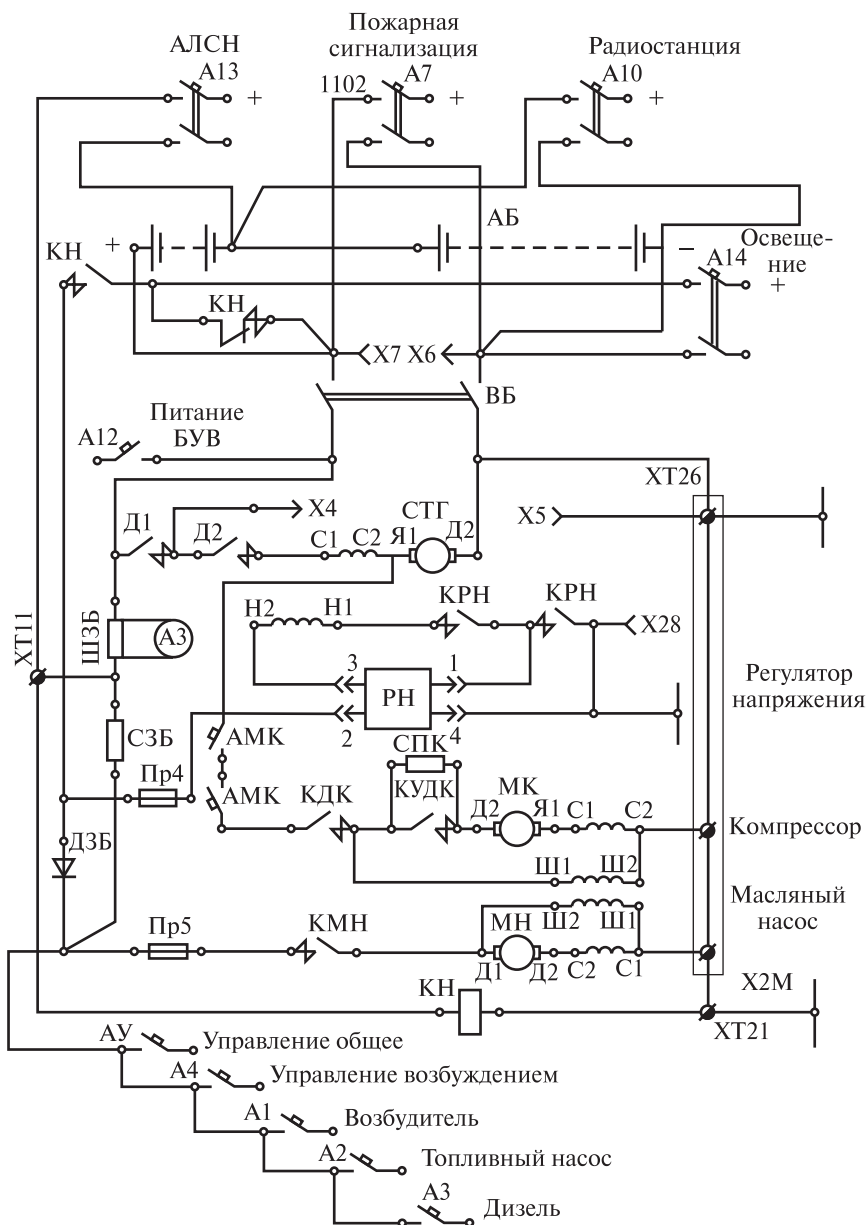 АЛСН
А13
+
Пожарная
сигнализация
1102
А7
+
Радиостанция
А10
+
АБ
КН
+
−
Освеще-
ние
А14
+
КН
Х7 Х6
ВБ
Питание
БУВ
А12
ХТ26
Х4
Х5
Д1
Д2
С1
С2
Я1
СТГ
Д2
Н2
Н1
КРН
КРН
Х28
ХТ11
ШЗБ
А3
3
1
РН
2
4
Регулятор
напряжения
СЗБ
АМК
СПК
Пр4
АМК
КДК
КУДК
МК
Д2
Я1
С1
С2
Компрессор
ДЗБ
Ш1
Ш2
Масляный
насос
Пр5
КМН
МН
Ш2
Ш1
Д1
Д2
С2
С1
КН
Х2М
ХТ21
АУ
Управление общее
А4
Управление возбуждением
А1
Возбудитель
А2
Топливный насос
А3
Дизель